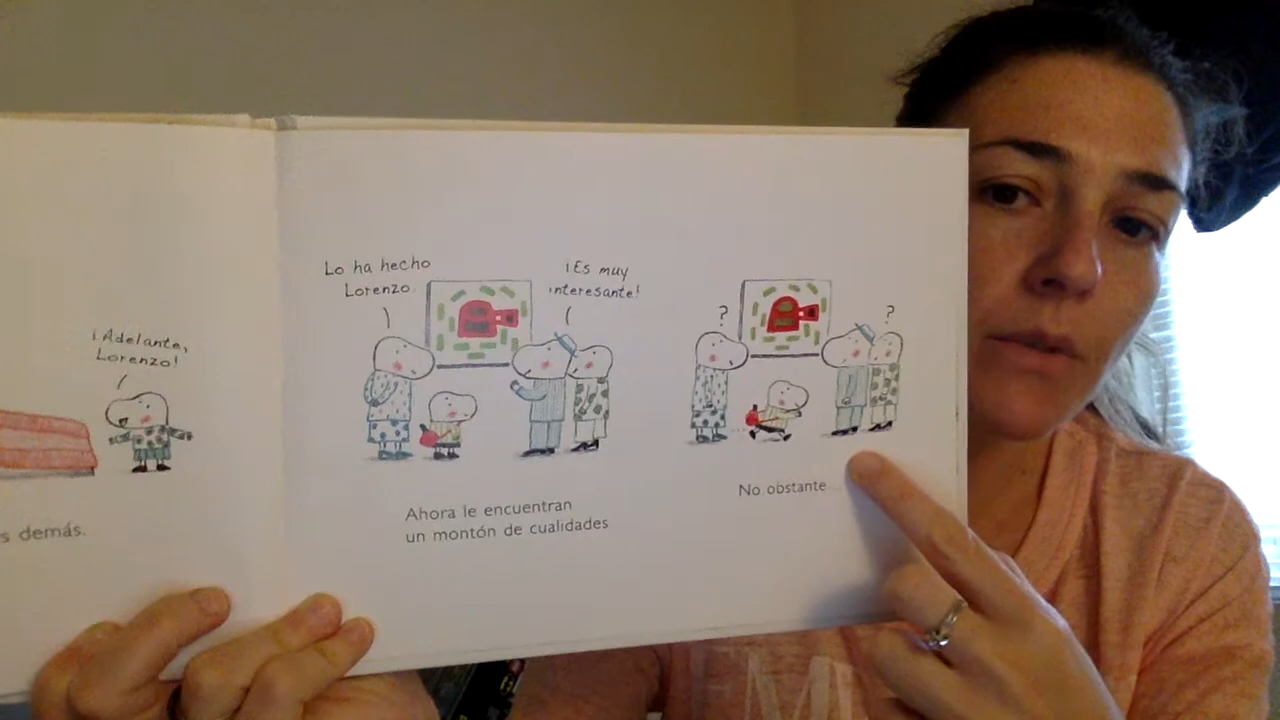 ¡Adelante,
Lorenzo!
s demás.
Lo ha hecho
Lorenzo.
¡Es muy
interesante!
Ahora le encuentran
un montón de cualidades
?
?
No obstante